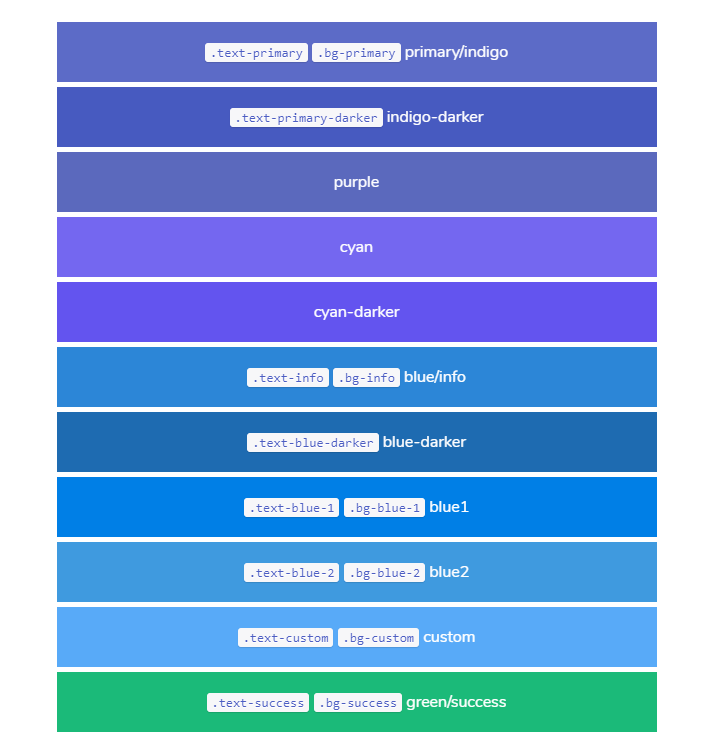 .text-primary .bg-primary primary/indigo
.text-primary-darker indigo-darker
purple
cyan
cyan-darker
.text-info .bg-info blue/info
.text-blue-darker blue-darker
.text-blue-1 .bg-blue-1 blue1
.text-blue-2 .bg-blue-2 blue2
.text-custom .bg-custom custom
.text-success .bg-success green/success